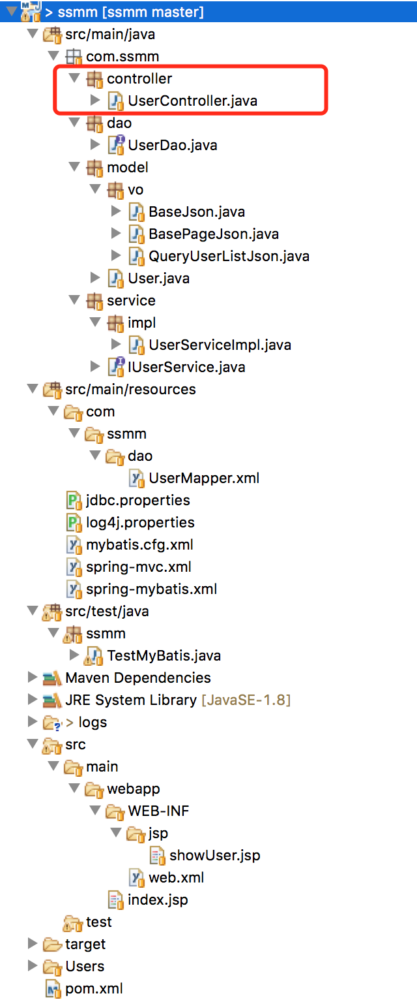 > ssmm [ssmm master]
src/main/java
com.ssmm
controller
UserController.java
dao
UserDao.java
model
vo
BaseJson.java
BasePageJson.java
QueryUserListJson.java
User.java
service
impl
UserServiceImpl.java
IUserService.java
src/main/resources
com
ssmm
dao
UserMapper.xml
jdbc.properties
log4j.properties
mybatis.cfg.xml
spring-mvc.xml
spring-mybatis.xml
src/test/java
ssmm
TestMyBatis.java
Maven Dependencies
JRE System Library [JavaSE-1.8]
> logs
src
main
webapp
WEB-INF
jsp
showUser.jsp
web.xml
index.jsp
test
target
Users
pom.xml